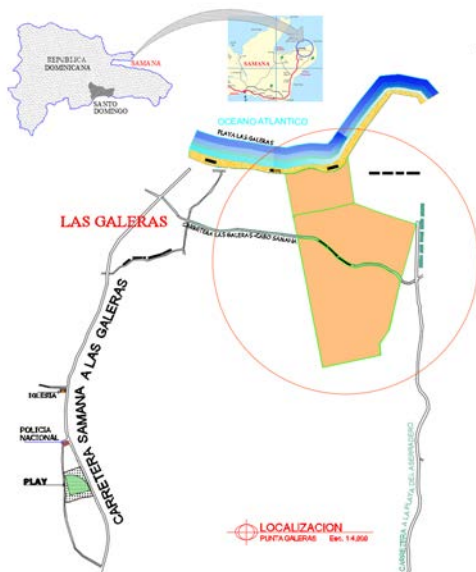 REPUBLICA
DOMINICANA
SAMANA
SANTO
DOMINGO
SAMANA
OCEANO ATLANTICO
PLAYA LAS GALERAS
LAS GALERAS
CARRETERA LAS GALERAS-CABO SAMANA
CARRETERA SAMANA A LAS GALERAS
IGLESIA
POLICIA
NACIONAL
PLAY
CARRETERA A LA PLAYA DEL ASERRADERO
LOCALIZACION
PUNTA GALERAS